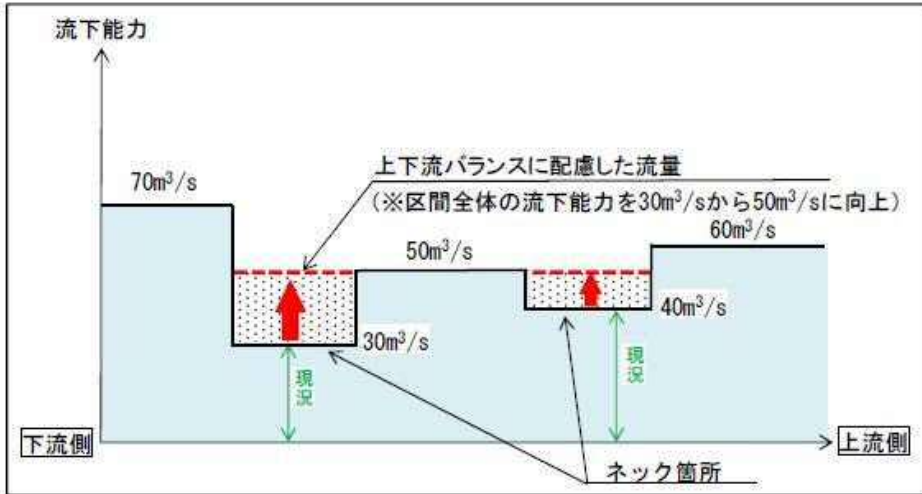 流下能力
上下流バランスに配慮した流量
70m³/s
(※区間全体の流下能力を30m³/sから50m³/sに向上)
60m³/s
50m³/s
40m³/s
30m³/s
現況
現況
下流側
上流側
ネック箇所